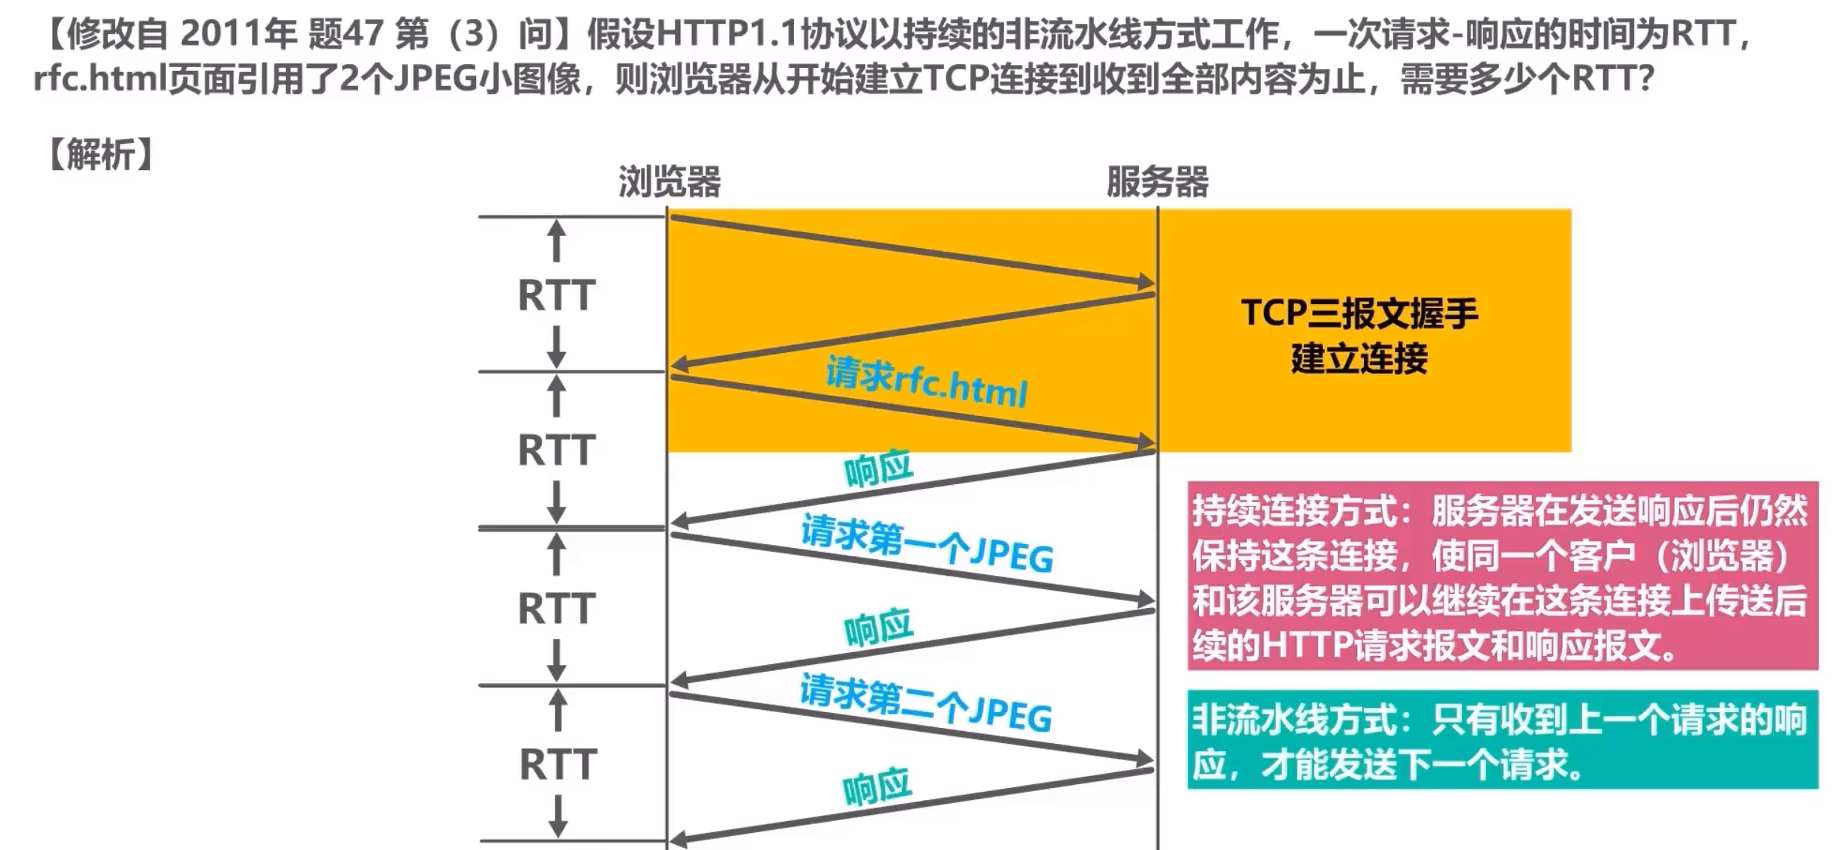 【修改自 2011年 题47 第（3）问】假设HTTP1.1协议以持续的非流水线方式工作，一次请求-响应的时间为RTT，
rfc.html页面引用了2个JPEG小图像，则浏览器从开始建立TCP连接到收到全部内容为止，需要多少个RTT？
【解析】
浏览器
服务器
RTT
TCP三报文握手
建立连接
请求rfc.html
RTT
响应
持续连接方式：服务器在发送响应后仍然
保持这条连接，使同一个客户（浏览器）
和该服务器可以继续在这条连接上传送后
续的HTTP请求报文和响应报文。
请求第一个JPEG
RTT
响应
请求第二个JPEG
非流水线方式：只有收到上一个请求的响
应，才能发送下一个请求。
RTT
响应